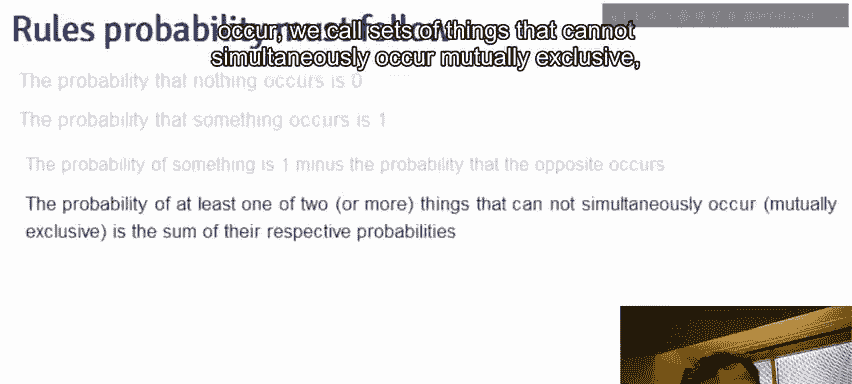 Rules probability must follow
occur, we call sets of things that cannot
simultaneously occur mutually exclusive,
The probability that nothing occurs is 0
The probability that something occurs is 1
The probability of something is 1 minus the probability that the opposite occurs
The probability of at least one of two (or more) things that can not simultaneously occur (mutually
exclusive) is the sum of their respective probabilities